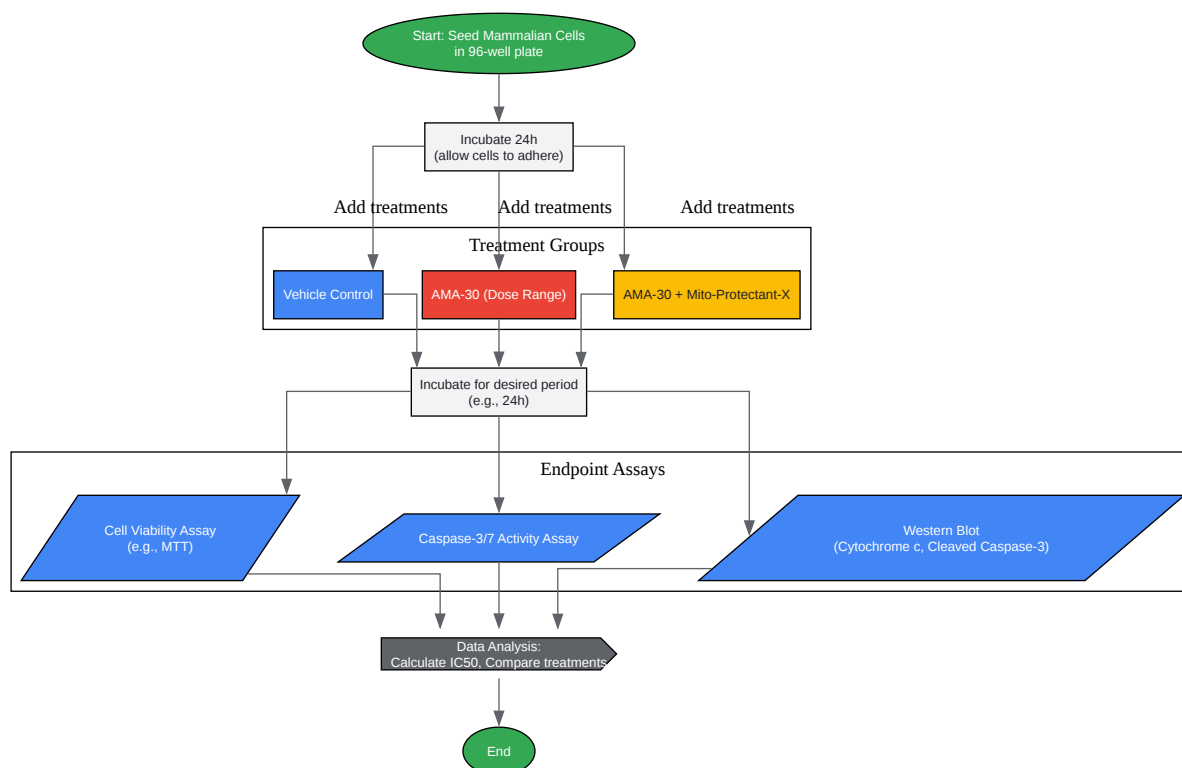 Start: Seed Mammalian Cells
in 96-well plate
Incubate 24h
(allow cells to adhere)
Add treatments
Add treatments
Add treatments
Treatment Groups
Vehicle Control
AMA-30 (Dose Range)
AMA-30 + Mito-Protectant-X
Incubate for desired period
(e.g., 24h)
Endpoint Assays
Cell Viability Assay
(e.g., MTT)
Caspase-3/7 Activity Assay
Western Blot
(Cytochrome c, Cleaved Caspase-3)
Data Analysis:
Calculate IC50, Compare treatments
End